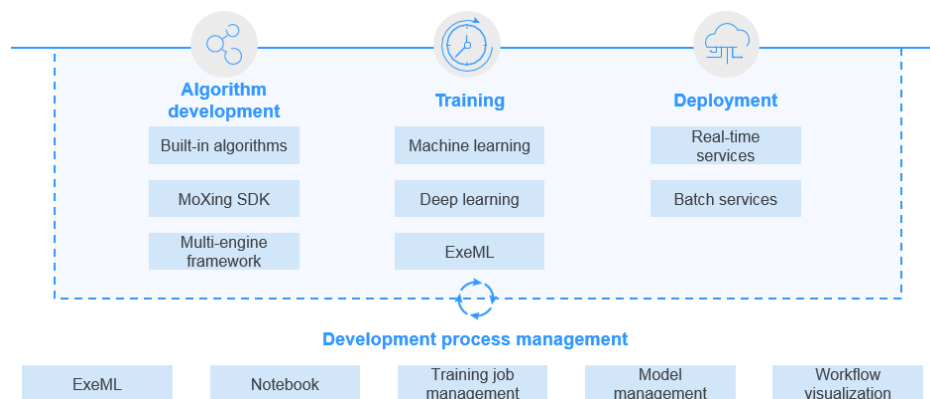 Algorithm
development
Training
Deployment
Built-in algorithms
Machine learning
Real-time
services
MoXing SDK
Deep learning
Batch services
Multi-engine
framework
ExeML
Development process management
ExeML
Notebook
Training job
management
Model
management
Workflow
visualization